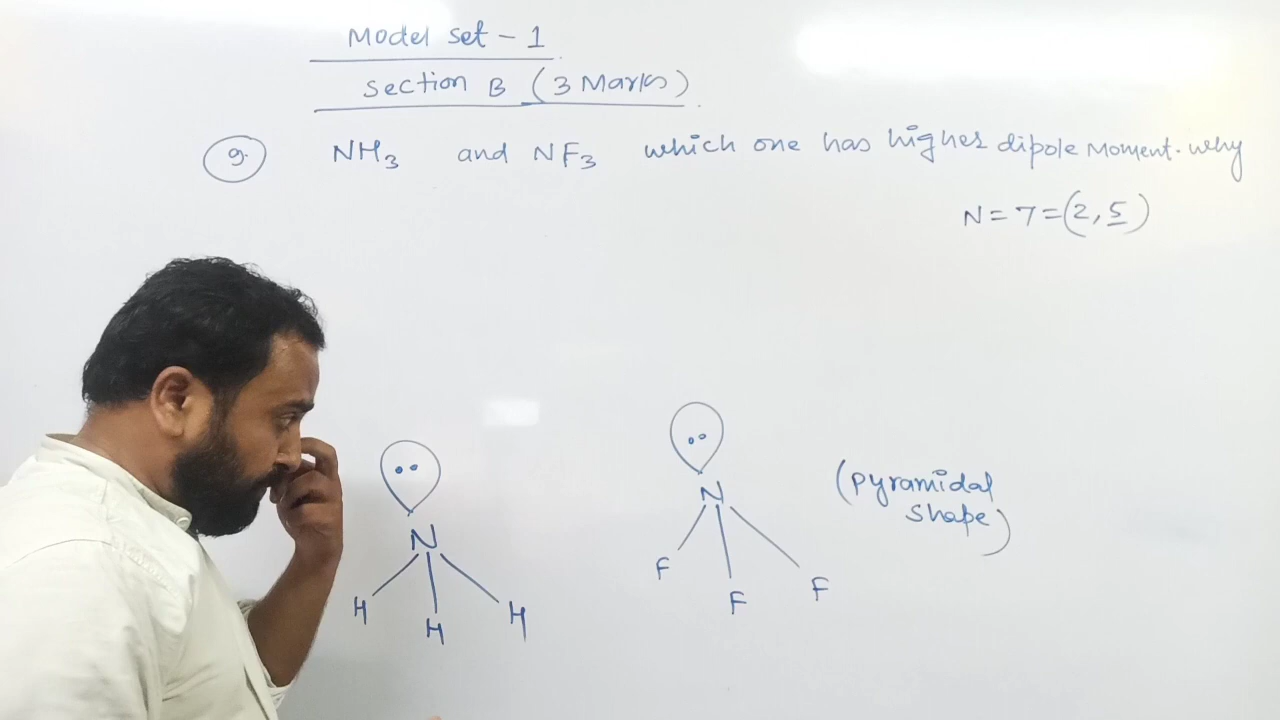 Model set - 1
Section B (3 Marks)
9. NH3 and NF3 which one has higher dipole Moment. why
N = 7 = (2, 5)
N
H H H
N
F F F
(Pyramidal
Shape)